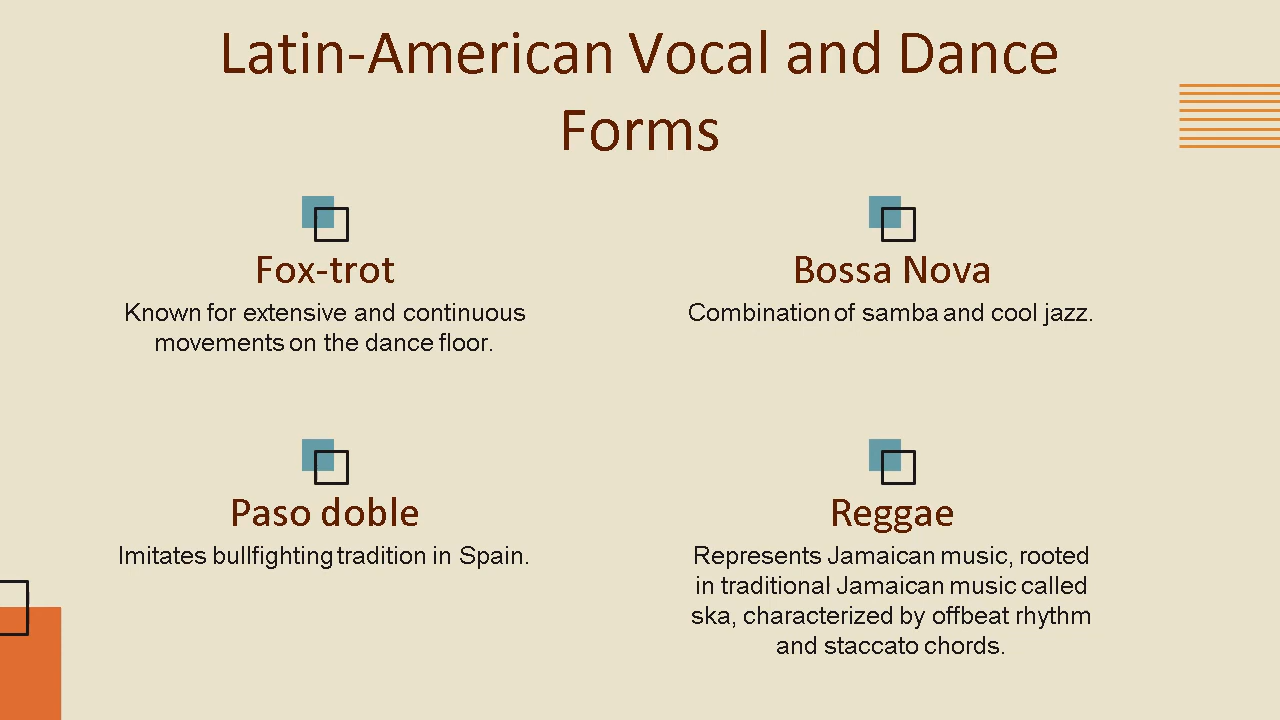 Latin-American Vocal and Dance
Forms
Fox-trot
Known for extensive and continuous
movements on the dance floor.
Bossa Nova
Combination of samba and cool jazz.
Paso doble
Imitates bullfighting tradition in Spain.
Reggae
Represents Jamaican music, rooted
in traditional Jamaican music called
ska, characterized by offbeat rhythm
and staccato chords.